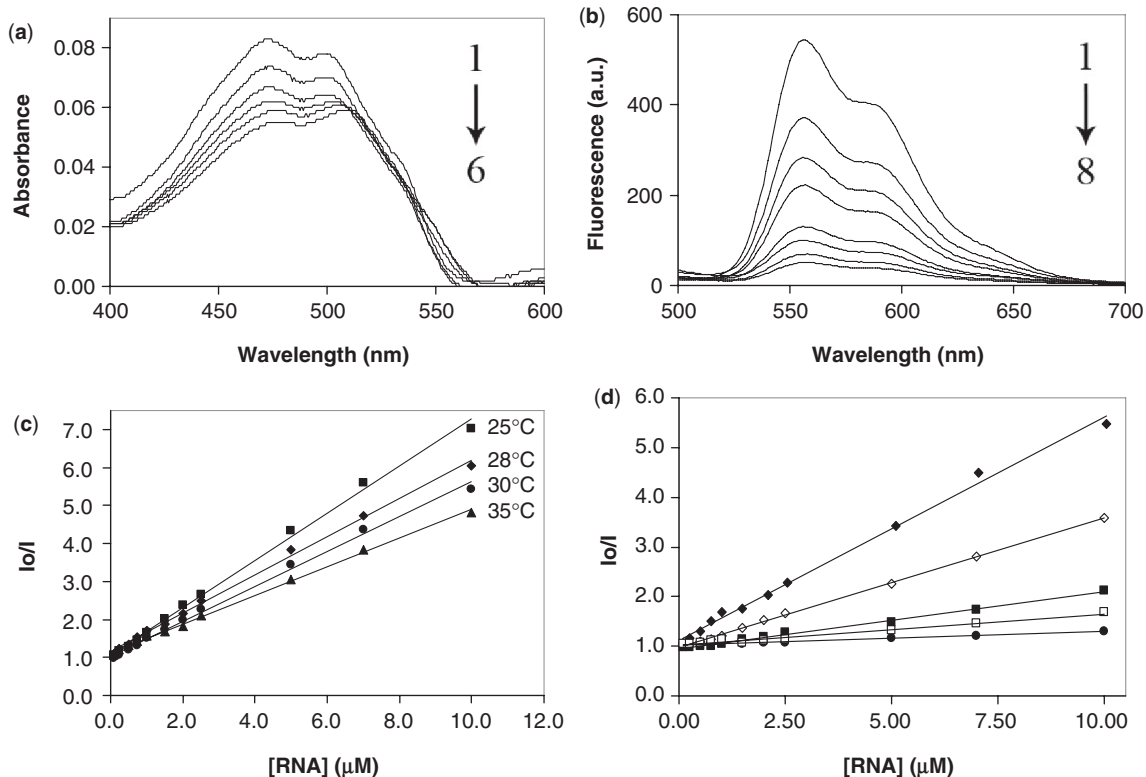 (a)
Absorbance
0.08
0.06
0.04
0.02
0.00
400 450 500 550 600
Wavelength (nm)
1
6
(b)
Fluorescence (a.u.)
600
400
200
0
500 550 600 650 700
Wavelength (nm)
1
8
(c)
Io/I
7.0
6.0
5.0
4.0
3.0
2.0
1.0
0.0
0.0 2.0 4.0 6.0 8.0 10.0 12.0
[RNA] (μM)
25°C
28°C
30°C
35°C
(d)
Io/I
6.0
5.0
4.0
3.0
2.0
1.0
0.0
0.00 2.50 5.00 7.50 10.00
[RNA] (μM)